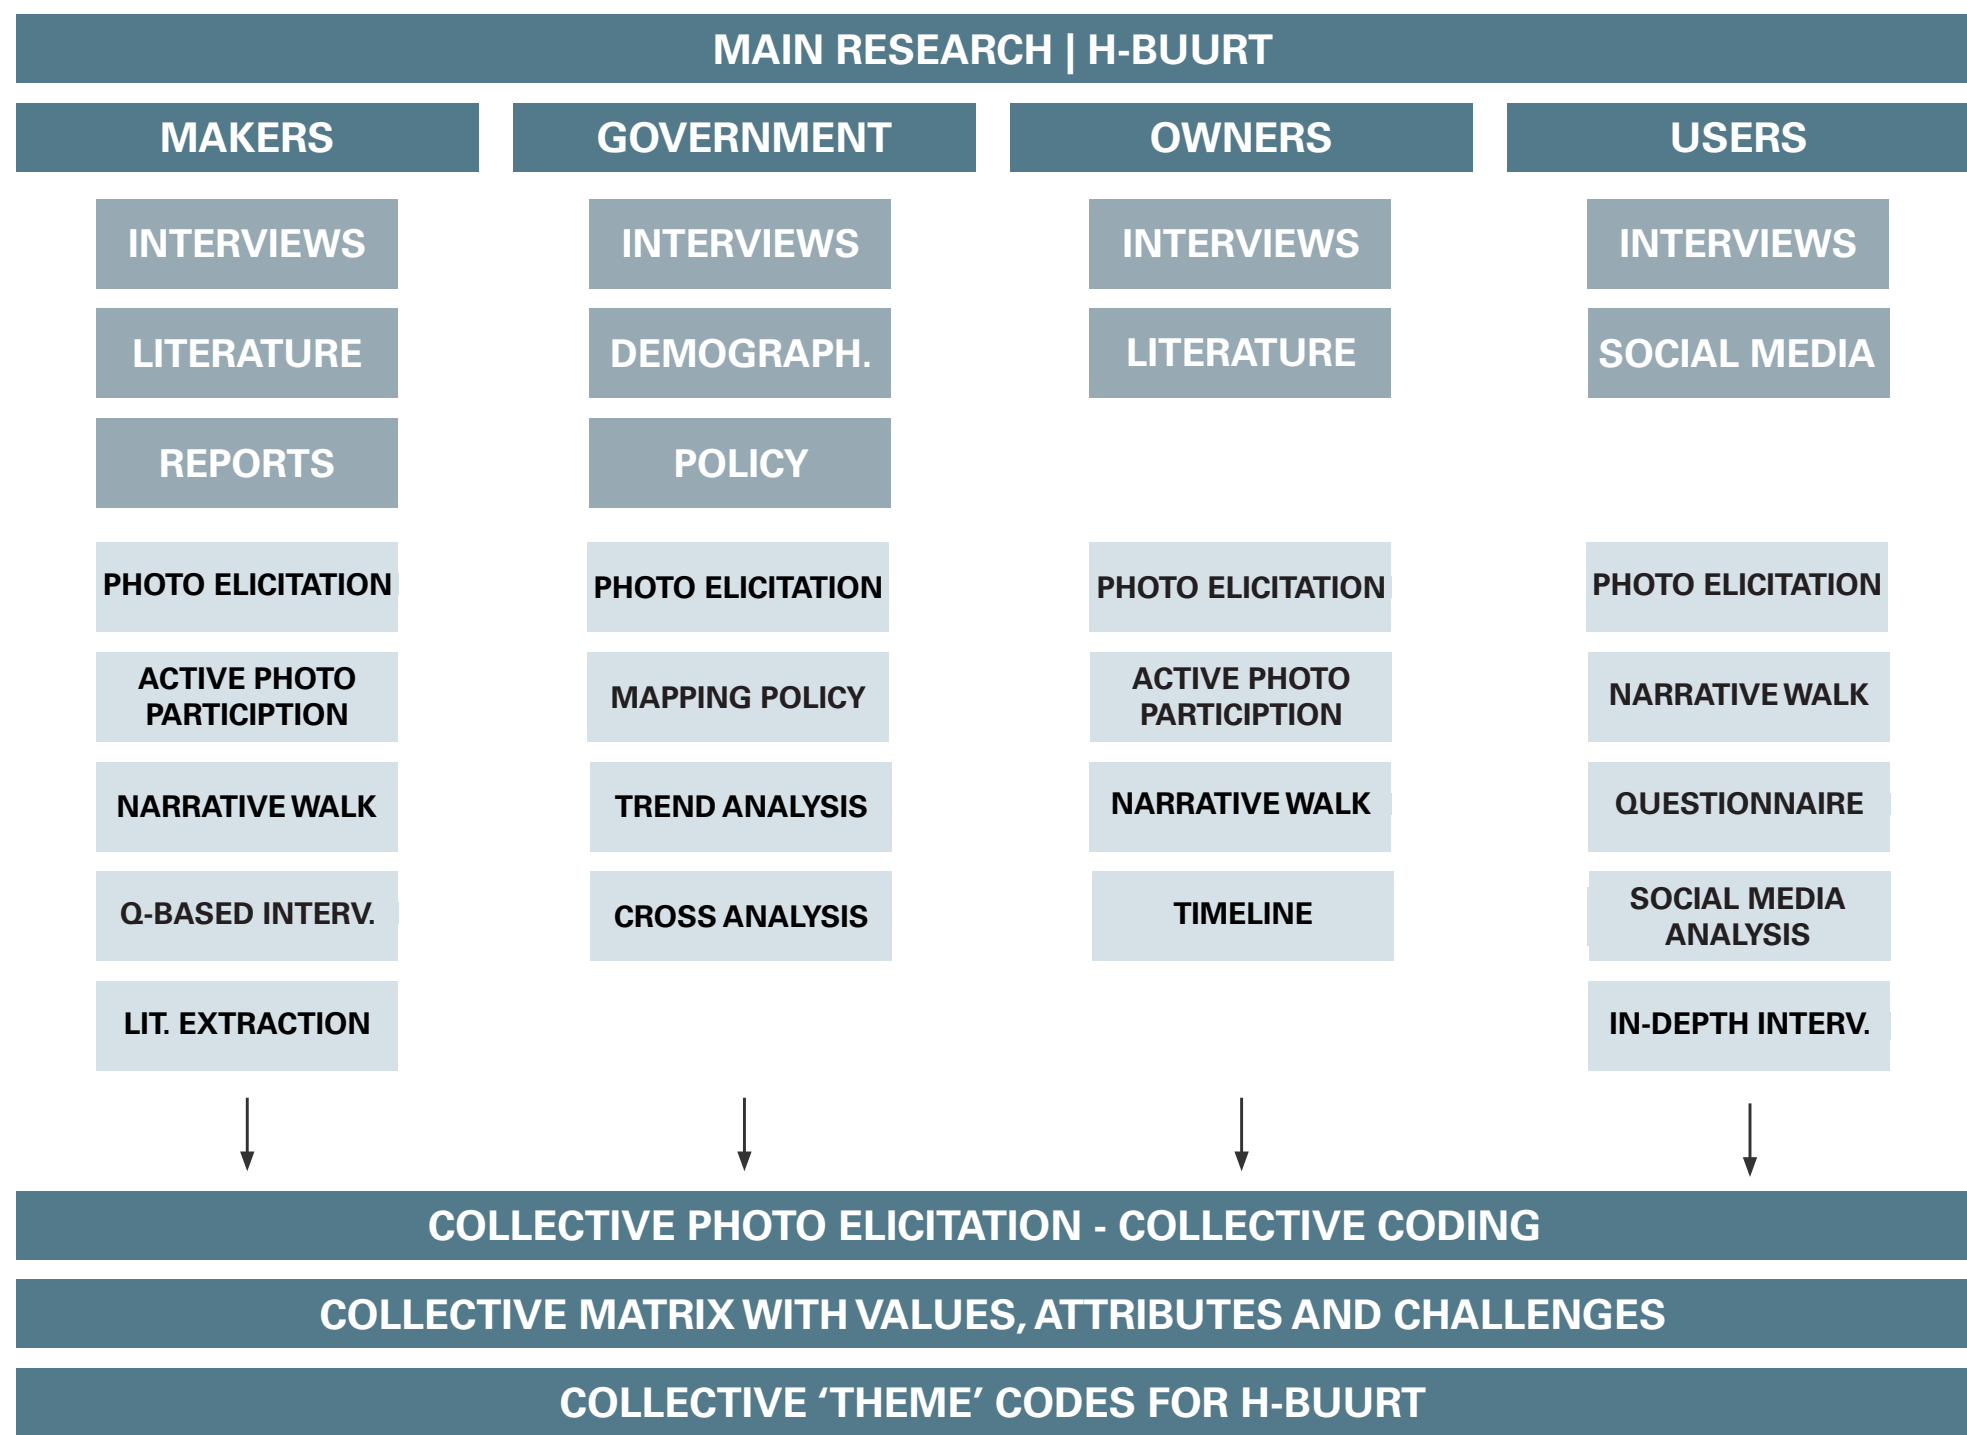 MAIN RESEARCH | H-BUURT
MAKERS
GOVERNMENT
OWNERS
USERS
INTERVIEWS
LITERATURE
REPORTS
PHOTO ELICITATION
ACTIVE PHOTO
PARTICIPTION
NARRATIVE WALK
Q-BASED INTERV.
LIT. EXTRACTION
INTERVIEWS
DEMOGRAPH.
POLICY
PHOTO ELICITATION
MAPPING POLICY
TREND ANALYSIS
CROSS ANALYSIS
INTERVIEWS
LITERATURE
PHOTO ELICITATION
ACTIVE PHOTO
PARTICIPTION
NARRATIVE WALK
TIMELINE
INTERVIEWS
SOCIAL MEDIA
PHOTO ELICITATION
NARRATIVE WALK
QUESTIONNAIRE
SOCIAL MEDIA
ANALYSIS
IN-DEPTH INTERV.
COLLECTIVE PHOTO ELICITATION - COLLECTIVE CODING
COLLECTIVE MATRIX WITH VALUES, ATTRIBUTES AND CHALLENGES
COLLECTIVE ‘THEME’ CODES FOR H-BUURT